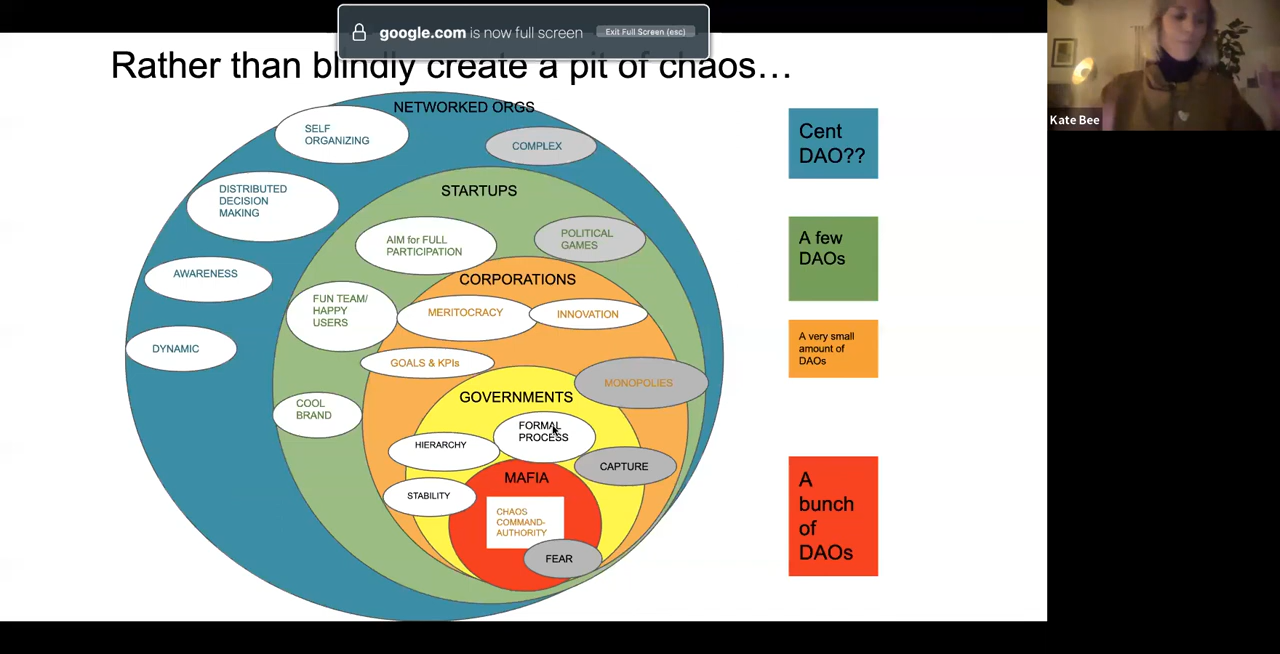 google.com is now full screen
Exit Full Screen (esc)
Rather than blindly create a pit of chaos…
Kate Bee
NETWORKED ORGS
SELF
ORGANIZING
COMPLEX
DISTRIBUTED
DECISION
MAKING
AWARENESS
DYNAMIC
STARTUPS
AIM for FULL
PARTICIPATION
POLITICAL
GAMES
FUN TEAM/
HAPPY
USERS
COOL
BRAND
CORPORATIONS
MERITOCRACY
INNOVATION
GOALS & KPIs
MONOPOLIES
GOVERNMENTS
FORMAL
PROCESS
HIERARCHY
CAPTURE
STABILITY
MAFIA
CHAOS
COMMAND-
AUTHORITY
FEAR
Cent
DAO??
A few
DAOs
A very small
amount of
DAOs
A
bunch
of
DAOs